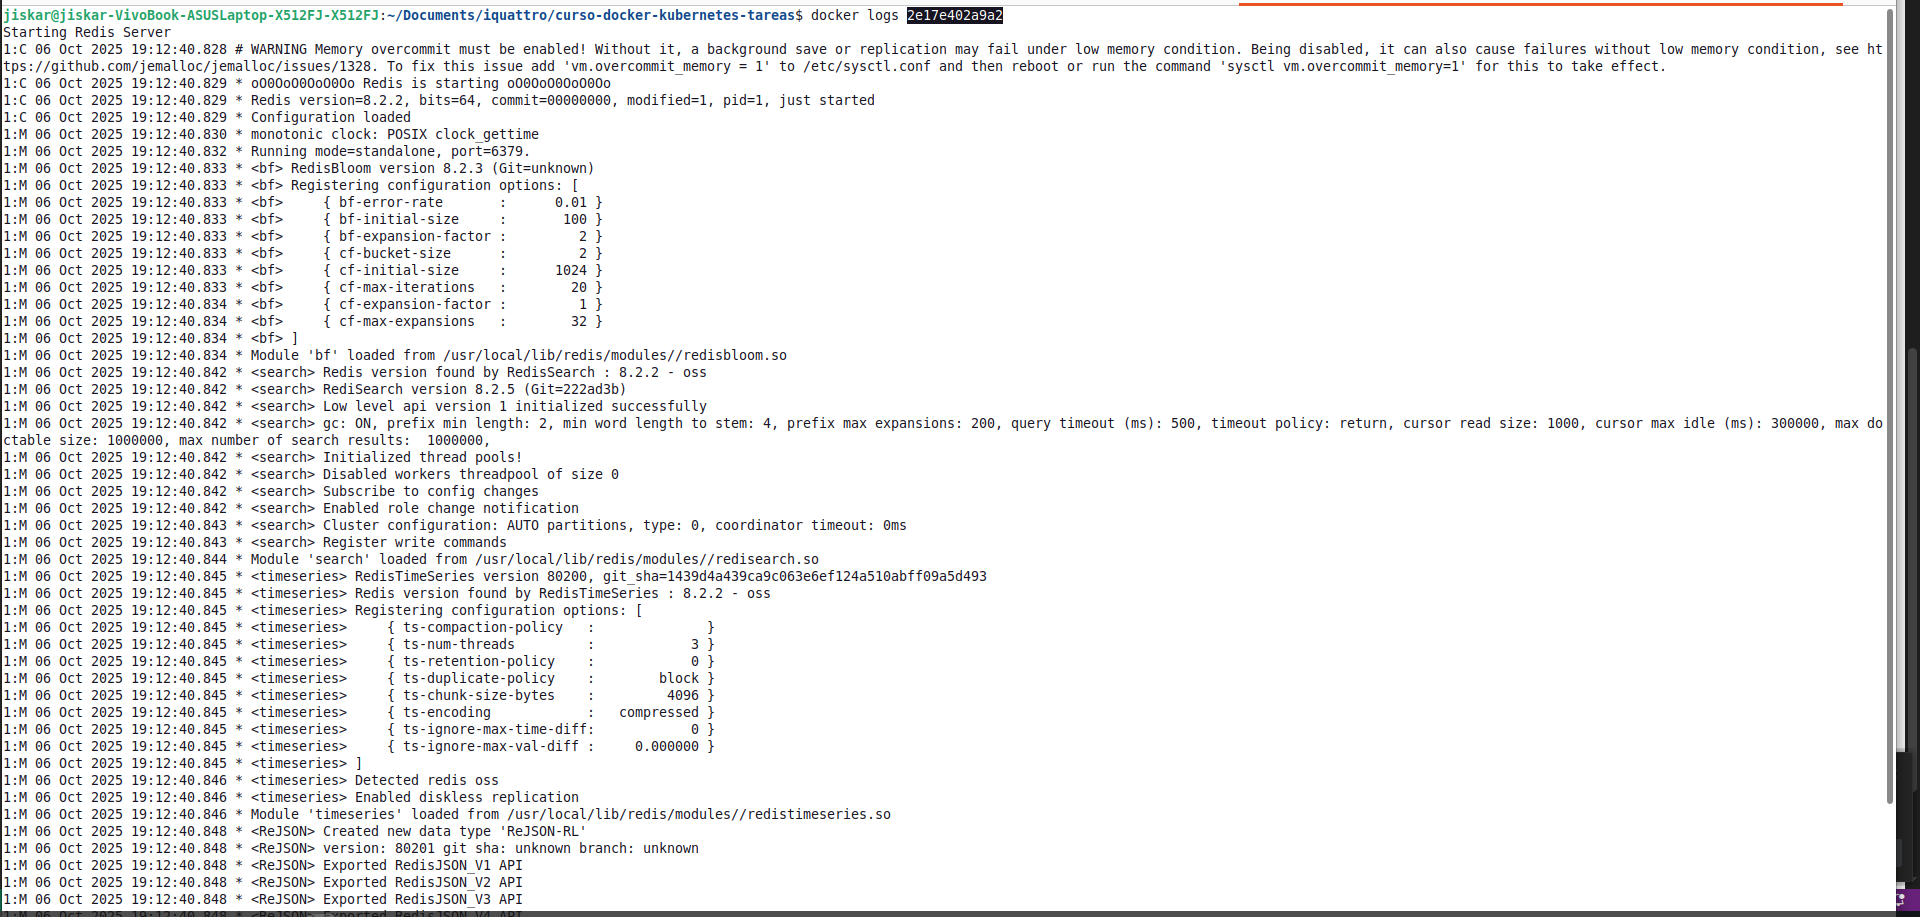 jiskar@jiskar-VivoBook-ASUSLaptop-X512FJ-X512FJ:~/Documents/iquattro/curso-docker-kubernetes-tareas$ docker logs 2e17e402a9a2
Starting Redis Server
1:C 06 Oct 2025 19:12:40.828 # WARNING Memory overcommit must be enabled! Without it, a background save or replication may fail under low memory condition. Being disabled, it can also cause failures without low memory condition, see ht
tps://github.com/jemalloc/jemalloc/issues/1328. To fix this issue add 'vm.overcommit_memory = 1' to /etc/sysctl.conf and then reboot or run the command 'sysctl vm.overcommit_memory=1' for this to take effect.
1:C 06 Oct 2025 19:12:40.829 * oO0OoO0OoO0Oo Redis is starting oO0OoO0OoO0Oo
1:C 06 Oct 2025 19:12:40.829 * Redis version=8.2.2, bits=64, commit=00000000, modified=1, pid=1, just started
1:C 06 Oct 2025 19:12:40.829 * Configuration loaded
1:M 06 Oct 2025 19:12:40.830 * monotonic clock: POSIX clock_gettime
1:M 06 Oct 2025 19:12:40.832 * Running mode=standalone, port=6379.
1:M 06 Oct 2025 19:12:40.833 * <bf> RedisBloom version 8.2.3 (Git=unknown)
1:M 06 Oct 2025 19:12:40.833 * <bf> Registering configuration options: [
1:M 06 Oct 2025 19:12:40.833 * <bf>     { bf-error-rate       :      0.01 }
1:M 06 Oct 2025 19:12:40.833 * <bf>     { bf-initial-size     :       100 }
1:M 06 Oct 2025 19:12:40.833 * <bf>     { bf-expansion-factor :         2 }
1:M 06 Oct 2025 19:12:40.833 * <bf>     { cf-bucket-size      :         2 }
1:M 06 Oct 2025 19:12:40.833 * <bf>     { cf-initial-size     :      1024 }
1:M 06 Oct 2025 19:12:40.833 * <bf>     { cf-max-iterations   :        20 }
1:M 06 Oct 2025 19:12:40.834 * <bf>     { cf-expansion-factor :         1 }
1:M 06 Oct 2025 19:12:40.834 * <bf>     { cf-max-expansions   :        32 }
1:M 06 Oct 2025 19:12:40.834 * <bf> ]
1:M 06 Oct 2025 19:12:40.834 * Module 'bf' loaded from /usr/local/lib/redis/modules//redisbloom.so
1:M 06 Oct 2025 19:12:40.842 * <search> Redis version found by RedisSearch : 8.2.2 - oss
1:M 06 Oct 2025 19:12:40.842 * <search> RediSearch version 8.2.5 (Git=222ad3b)
1:M 06 Oct 2025 19:12:40.842 * <search> Low level api version 1 initialized successfully
1:M 06 Oct 2025 19:12:40.842 * <search> gc: ON, prefix min length: 2, min word length to stem: 4, prefix max expansions: 200, query timeout (ms): 500, timeout policy: return, cursor read size: 1000, cursor max idle (ms): 300000, max do
ctable size: 1000000, max number of search results:  1000000,
1:M 06 Oct 2025 19:12:40.842 * <search> Initialized thread pools!
1:M 06 Oct 2025 19:12:40.842 * <search> Disabled workers threadpool of size 0
1:M 06 Oct 2025 19:12:40.842 * <search> Subscribe to config changes
1:M 06 Oct 2025 19:12:40.842 * <search> Enabled role change notification
1:M 06 Oct 2025 19:12:40.843 * <search> Cluster configuration: AUTO partitions, type: 0, coordinator timeout: 0ms
1:M 06 Oct 2025 19:12:40.843 * <search> Register write commands
1:M 06 Oct 2025 19:12:40.844 * Module 'search' loaded from /usr/local/lib/redis/modules//redisearch.so
1:M 06 Oct 2025 19:12:40.845 * <timeseries> RedisTimeSeries version 80200, git_sha=1439d4a439ca9c063e6ef124a510abff09a5d493
1:M 06 Oct 2025 19:12:40.845 * <timeseries> Redis version found by RedisTimeSeries : 8.2.2 - oss
1:M 06 Oct 2025 19:12:40.845 * <timeseries> Registering configuration options: [
1:M 06 Oct 2025 19:12:40.845 * <timeseries>     { ts-compaction-policy   :              }
1:M 06 Oct 2025 19:12:40.845 * <timeseries>     { ts-num-threads         :            3 }
1:M 06 Oct 2025 19:12:40.845 * <timeseries>     { ts-retention-policy    :            0 }
1:M 06 Oct 2025 19:12:40.845 * <timeseries>     { ts-duplicate-policy    :        block }
1:M 06 Oct 2025 19:12:40.845 * <timeseries>     { ts-chunk-size-bytes    :         4096 }
1:M 06 Oct 2025 19:12:40.845 * <timeseries>     { ts-encoding            :   compressed }
1:M 06 Oct 2025 19:12:40.845 * <timeseries>     { ts-ignore-max-time-diff:            0 }
1:M 06 Oct 2025 19:12:40.845 * <timeseries>     { ts-ignore-max-val-diff :     0.000000 }
1:M 06 Oct 2025 19:12:40.845 * <timeseries> ]
1:M 06 Oct 2025 19:12:40.846 * <timeseries> Detected redis oss
1:M 06 Oct 2025 19:12:40.846 * <timeseries> Enabled diskless replication
1:M 06 Oct 2025 19:12:40.846 * Module 'timeseries' loaded from /usr/local/lib/redis/modules//redistimeseries.so
1:M 06 Oct 2025 19:12:40.848 * <ReJSON> Created new data type 'ReJSON-RL'
1:M 06 Oct 2025 19:12:40.848 * <ReJSON> version: 80201 git sha: unknown branch: unknown
1:M 06 Oct 2025 19:12:40.848 * <ReJSON> Exported RedisJSON_V1 API
1:M 06 Oct 2025 19:12:40.848 * <ReJSON> Exported RedisJSON_V2 API
1:M 06 Oct 2025 19:12:40.848 * <ReJSON> Exported RedisJSON_V3 API